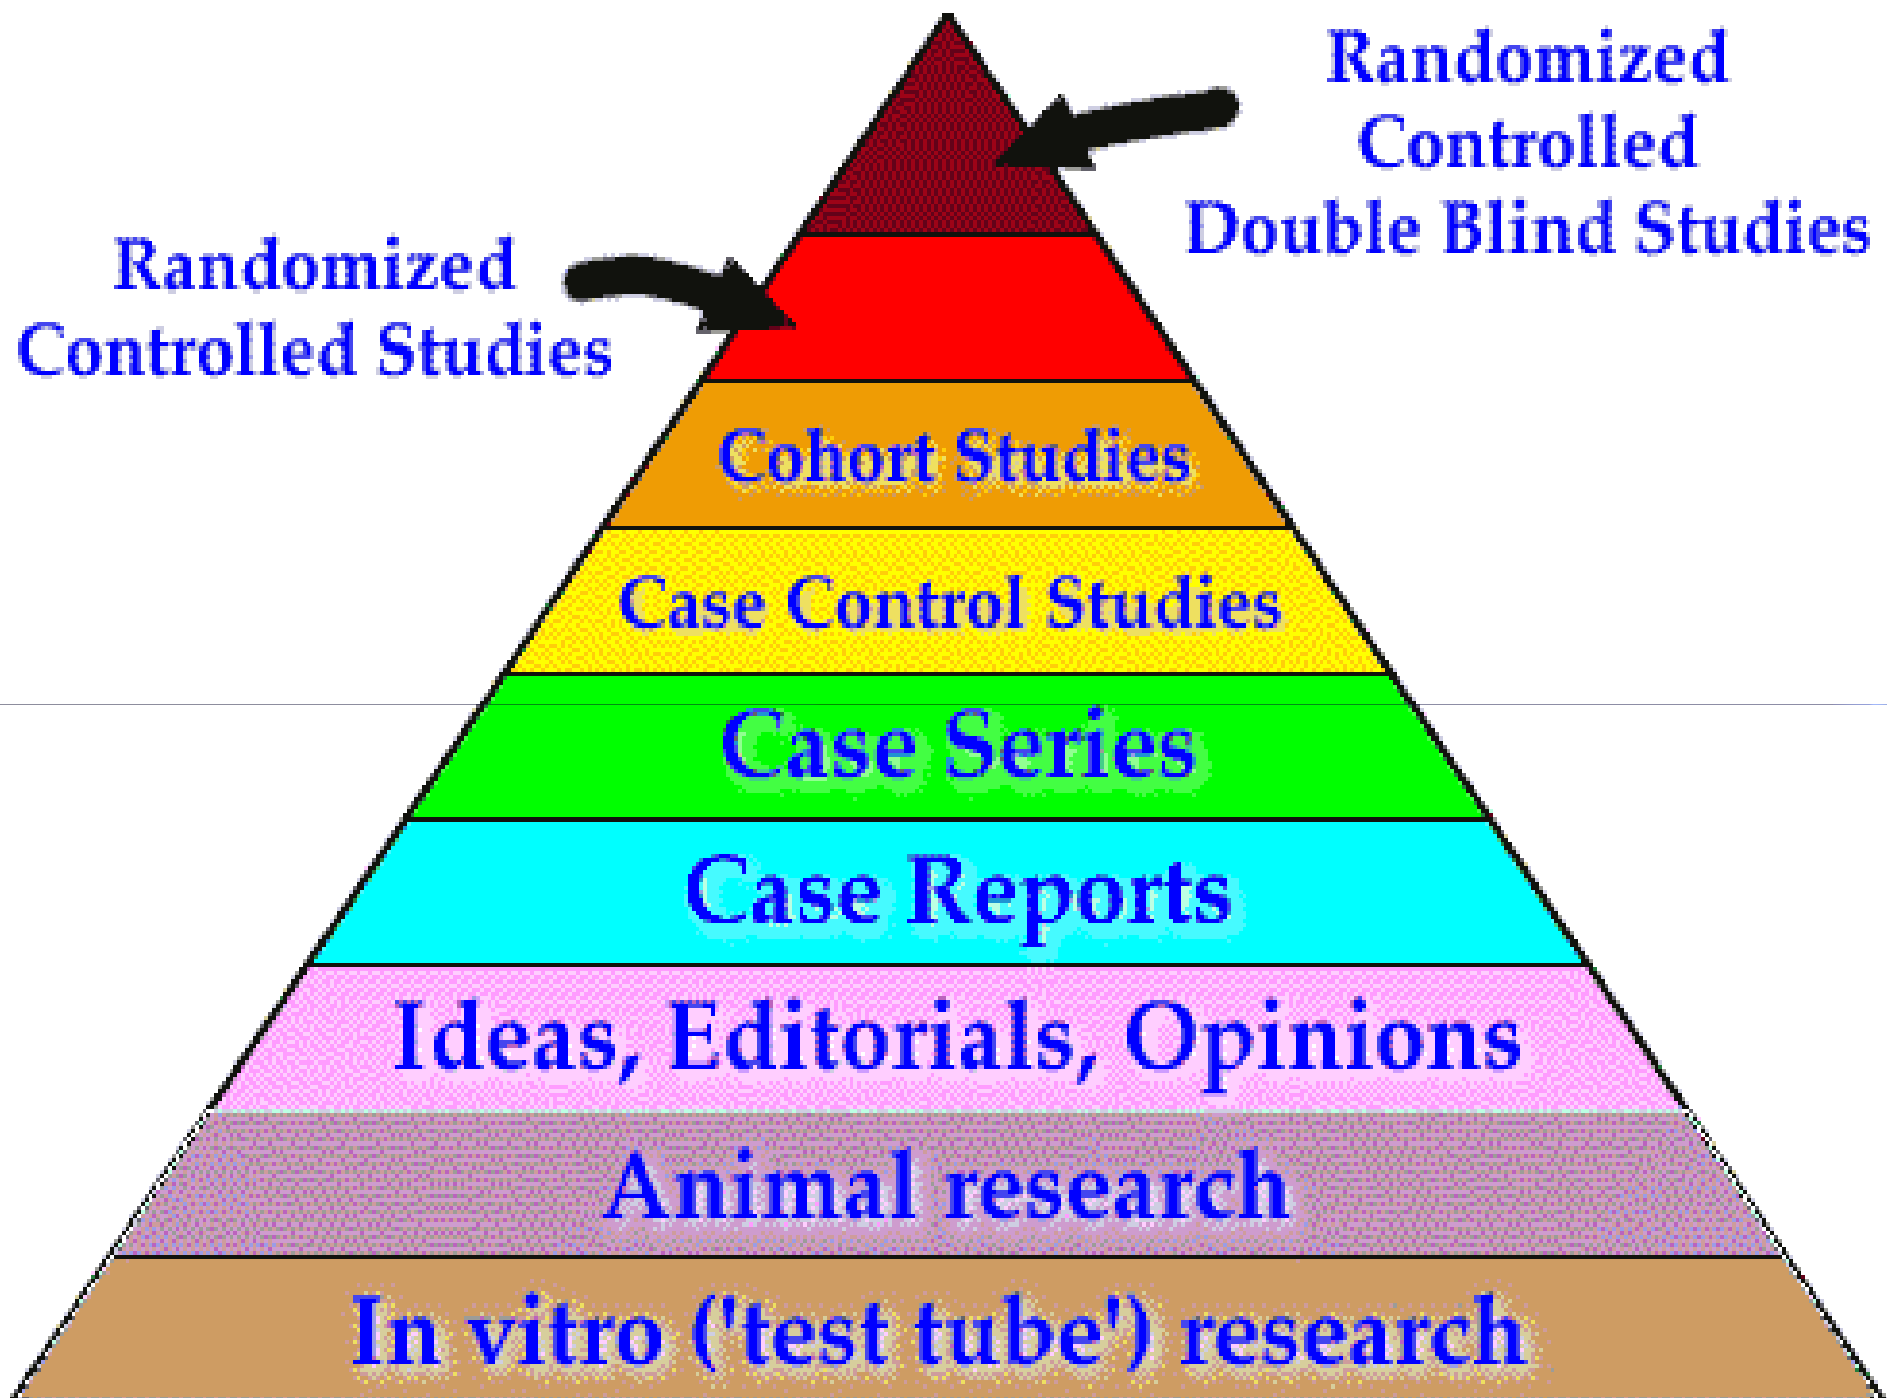 Randomized
Controlled
Double Blind Studies
Randomized
Controlled Studies
Cohort Studies
Case Control Studies
Case Series
Case Reports
Ideas, Editorials, Opinions
Animal research
In vitro ('test tube') research